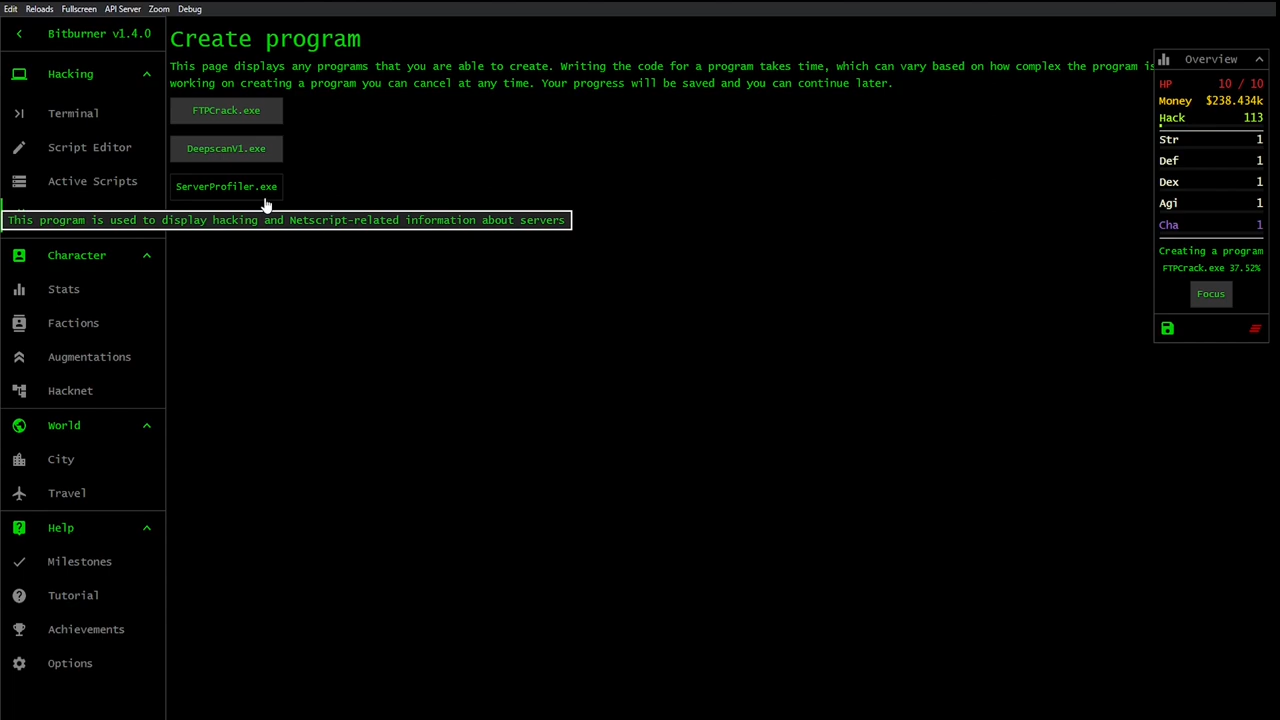 Edit Reloads Fullscreen API Server Zoom Debug
Bitburner v1.4.0
Hacking
Terminal
Script Editor
Active Scripts
Character
Stats
Factions
Augmentations
Hacknet
World
City
Travel
Help
Milestones
Tutorial
Achievements
Options
Create program
This page displays any programs that you are able to create. Writing the code for a program takes time, which can vary based on how complex the program is
working on creating a program you can cancel at any time. Your progress will be saved and you can continue later.
FTPCrack.exe
DeepscanV1.exe
ServerProfiler.exe
This program is used to display hacking and Netscript-related information about servers
Overview
HP 10 / 10
Money $238.434k
Hack 113
Str 1
Def 1
Dex 1
Agi 1
Cha 1
Creating a program
FTPCrack.exe 37.52%
Focus